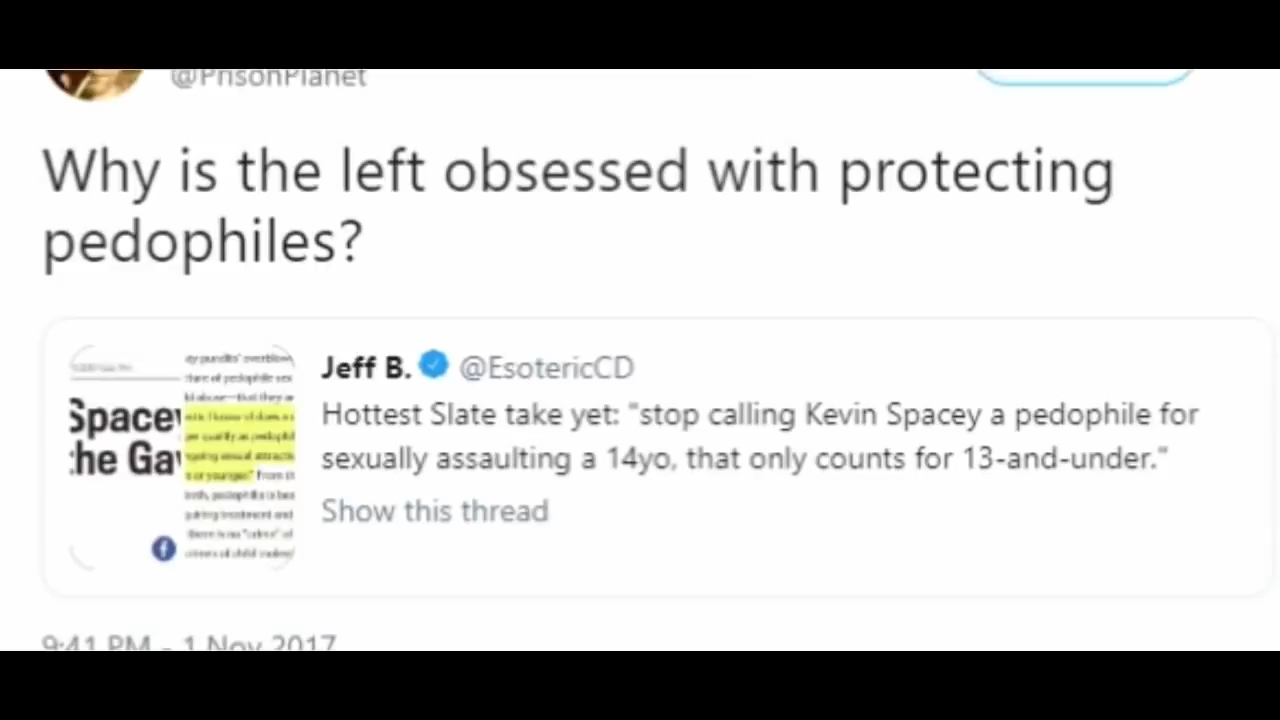 @PrisonPlanet
Why is the left obsessed with protecting
pedophiles?
Jeff B. @EsotericCD
Hottest Slate take yet: "stop calling Kevin Spacey a pedophile for
sexually assaulting a 14yo, that only counts for 13-and-under."
Show this thread
Spacey
the Gay
9:41 PM - 1 Nov 2017